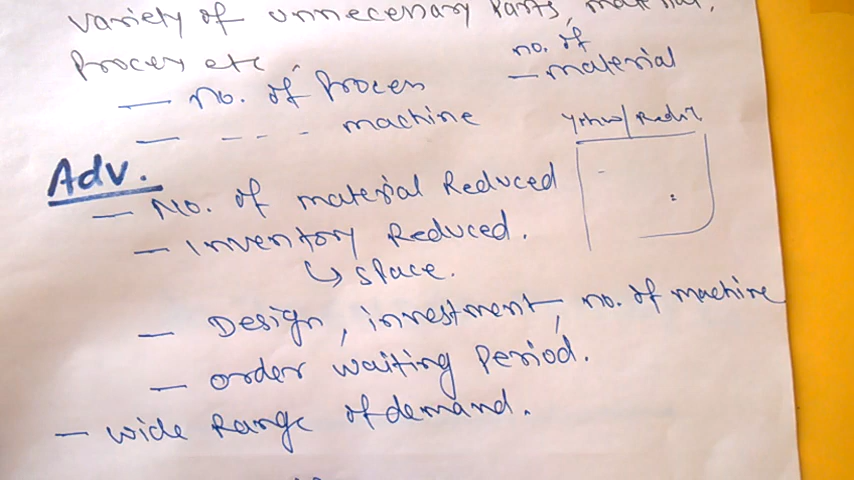 variety of unnecessary parts, material,
Process etc.
— no. of Process
no. of
— material
— - - - machine
Adv.
— No. of material Reduced
— Inventory Reduced.
↳ space.
— Design, investment, no. of machine
— order waiting Period.
— wide Range of demand.